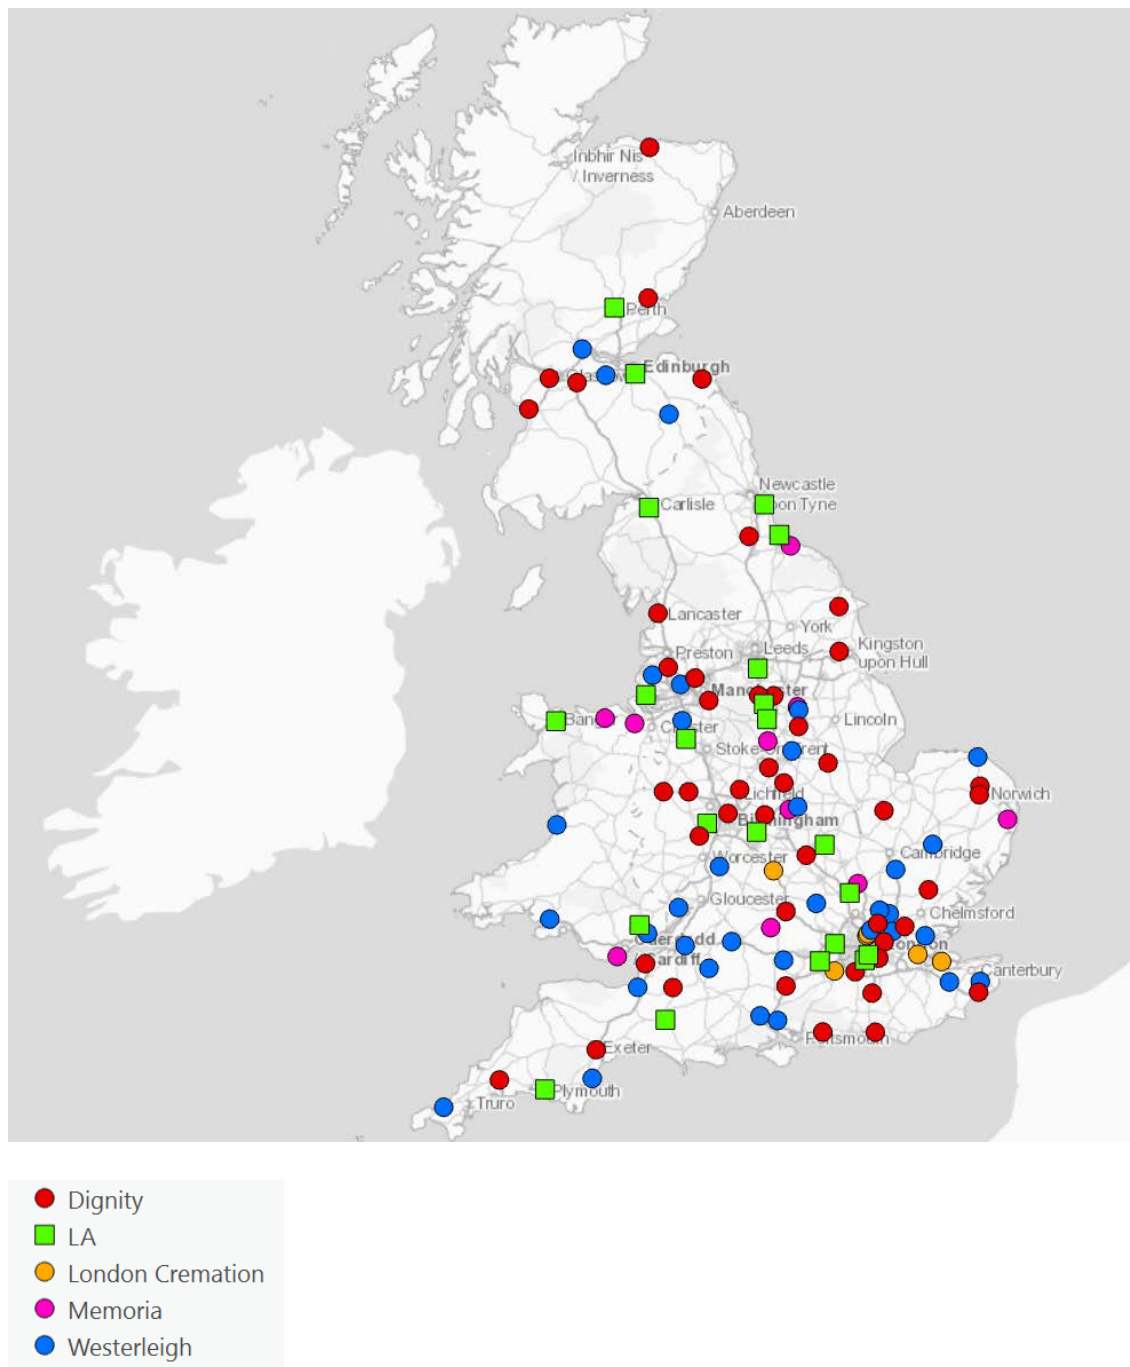 Inbhir Nis
/ Inverness
Aberdeen
Perth
Edinburgh
Newcastle
Carlisle
Lancaster
York
Preston
Leeds
Kingston
upon Hull
Lincoln
Norwich
Worcester
Cambridge
Gloucester
Chelmsford
Canterbury
Exeter
Plymouth
Truro
Dignity
LA
London Cremation
Memoria
Westerleigh